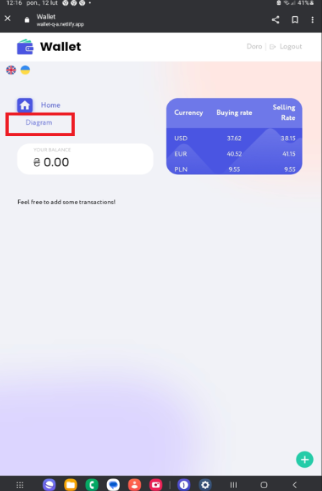 12:16 pon., 12 lut
41%
Wallet
wallet-q-a.netlify.app
Wallet
Doro
Logout
Home
Diagram
YOUR BALANCE
₴ 0.00
Currency Buying rate Selling Rate
USD 37.62 38.13
EUR 40.52 41.15
PLN 9.55 9.55
Feel free to add some transactions!